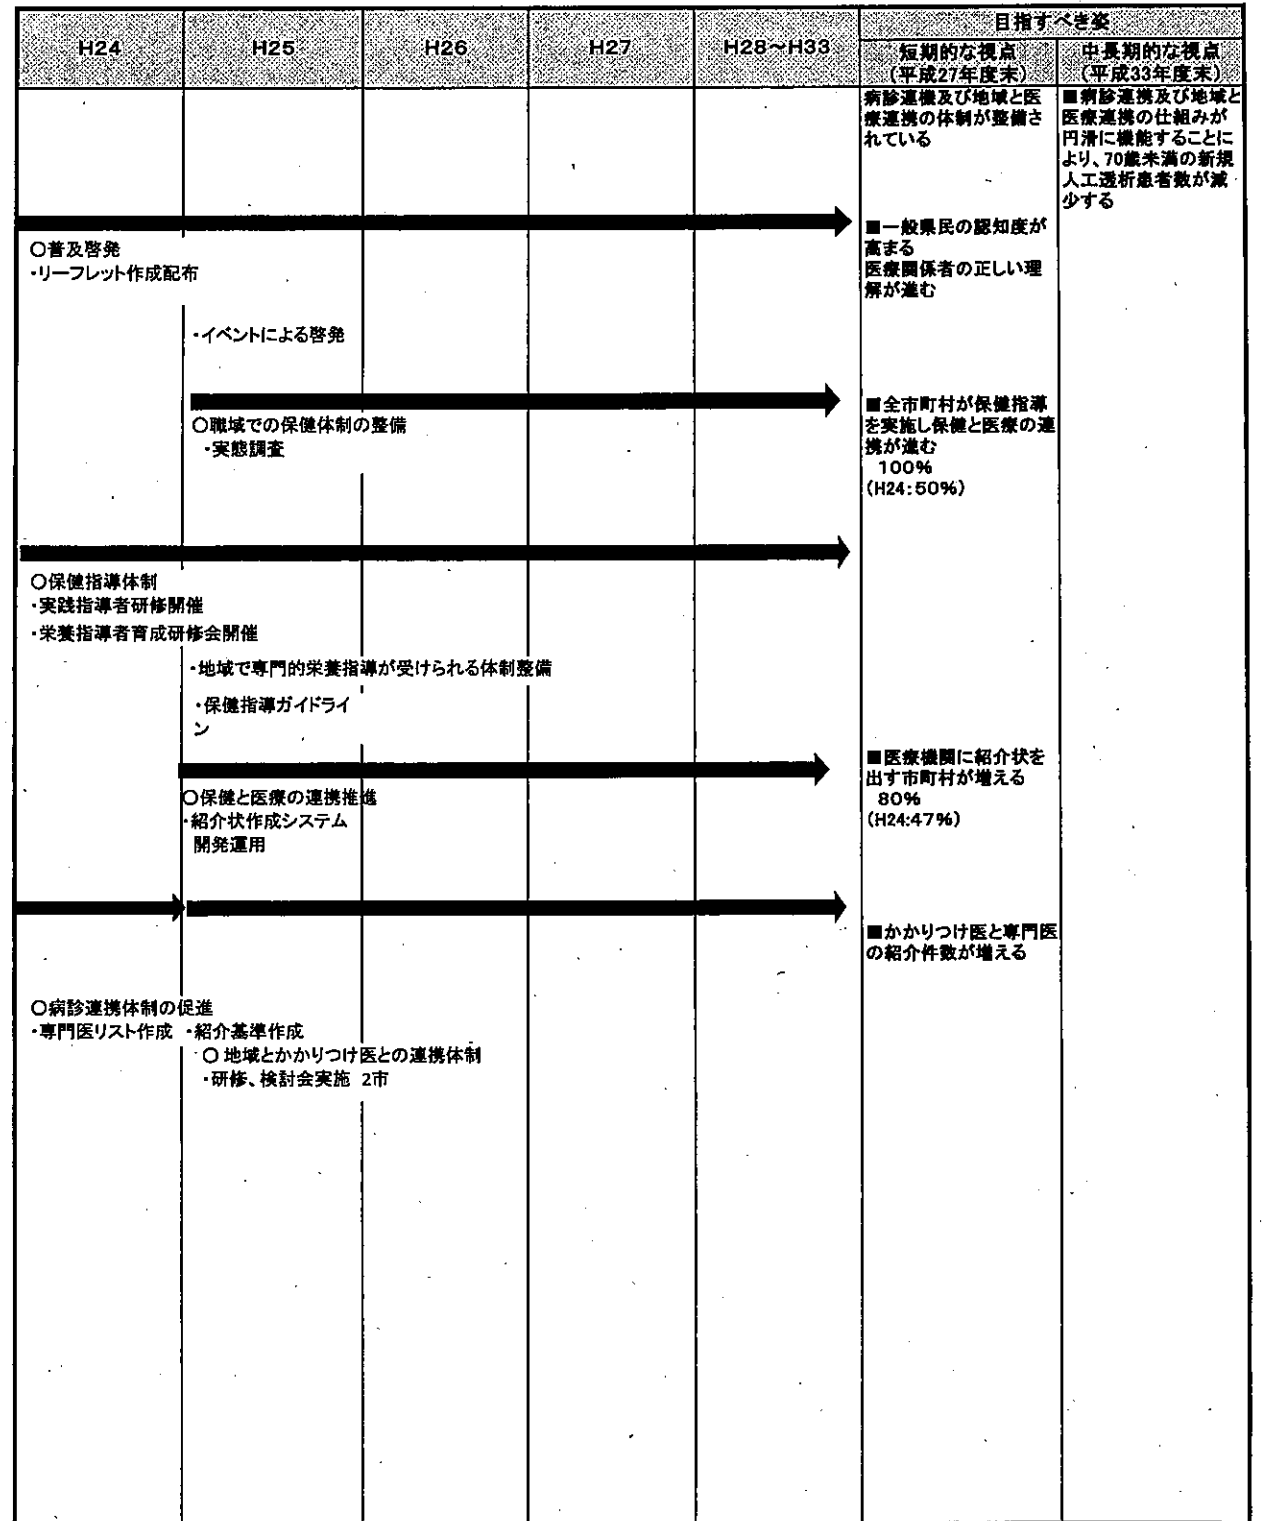 H24
H25
H26
H27
H28～H33
目指すべき姿
短期的な視点
（平成27年度末）
中長期的な視点
（平成33年度末）
病診連機及び地域と医
療連携の体制が整備さ
れている
■病診連携及び地域と
医療連携の仕組みが
円滑に機能することに
より、70歳未満の新規
人工透析患者数が減
少する
○普及啓発
・リーフレット作成配布
・イベントによる啓発
■一般県民の認知度が
高まる
医療関係者の正しい理
解が進む
○職域での保健体制の整備
・実態調査
■全市町村が保健指導
を実施し保健と医療の連
携が進む
100%
（H24：50%）
○保健指導体制
・実践指導者研修開催
・栄養指導者育成研修会開催
・地域で専門的栄養指導が受けられる体制整備
・保健指導ガイドライ
ン
○保健と医療の連携推進
・紹介状作成システム
開発運用
■医療機関に紹介状を
出す市町村が増える
80%
（H24:47%）
■かかりつけ医と専門医
の紹介件数が増える
○病診連携体制の促進
・専門医リスト作成 ・紹介基準作成
○ 地域とかかりつけ医との連携体制
・研修、検討会実施 2市